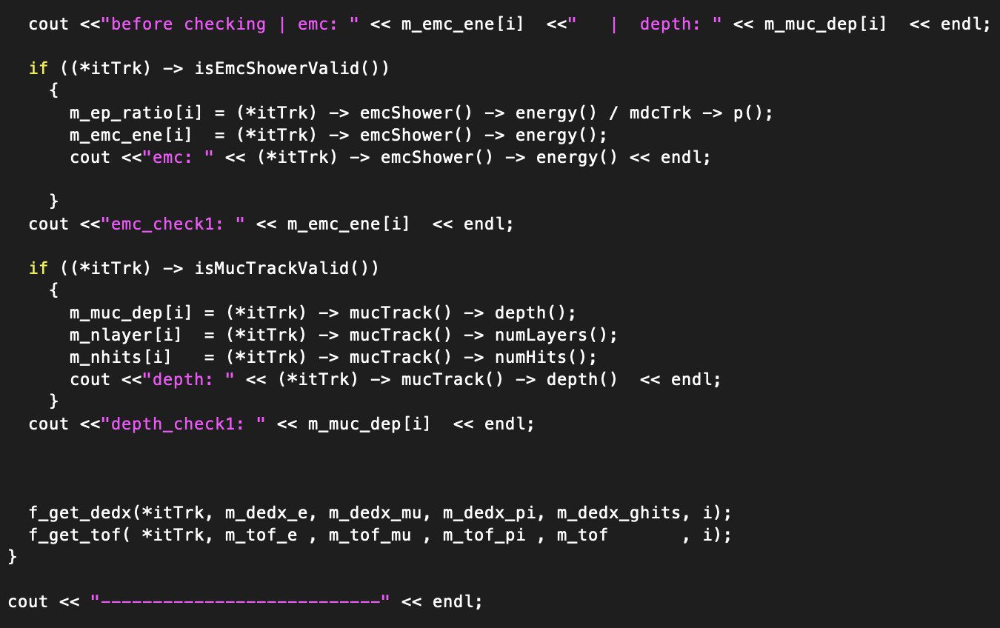 cout <<"before checking | emc: " << m_emc_ene[i]  <<"   |  depth: " << m_muc_dep[i]  << endl;
if ((*itTrk) -> isEmcShowerValid())
{
m_ep_ratio[i] = (*itTrk) -> emcShower() -> energy() / mdcTrk -> p();
m_emc_ene[i]  = (*itTrk) -> emcShower() -> energy();
cout <<"emc: " << (*itTrk) -> emcShower() -> energy() << endl;
}
cout <<"emc_check1: " << m_emc_ene[i]  << endl;
if ((*itTrk) -> isMucTrackValid())
{
m_muc_dep[i] = (*itTrk) -> mucTrack() -> depth();
m_nlayer[i]  = (*itTrk) -> mucTrack() -> numLayers();
m_nhits[i]   = (*itTrk) -> mucTrack() -> numHits();
cout <<"depth: " << (*itTrk) -> mucTrack() -> depth()  << endl;
}
cout <<"depth_check1: " << m_muc_dep[i]  << endl;
f_get_dedx(*itTrk, m_dedx_e, m_dedx_mu, m_dedx_pi, m_dedx_ghits, i);
f_get_tof( *itTrk, m_tof_e , m_tof_mu , m_tof_pi , m_tof       , i);
}
cout << "---------------------------" << endl;